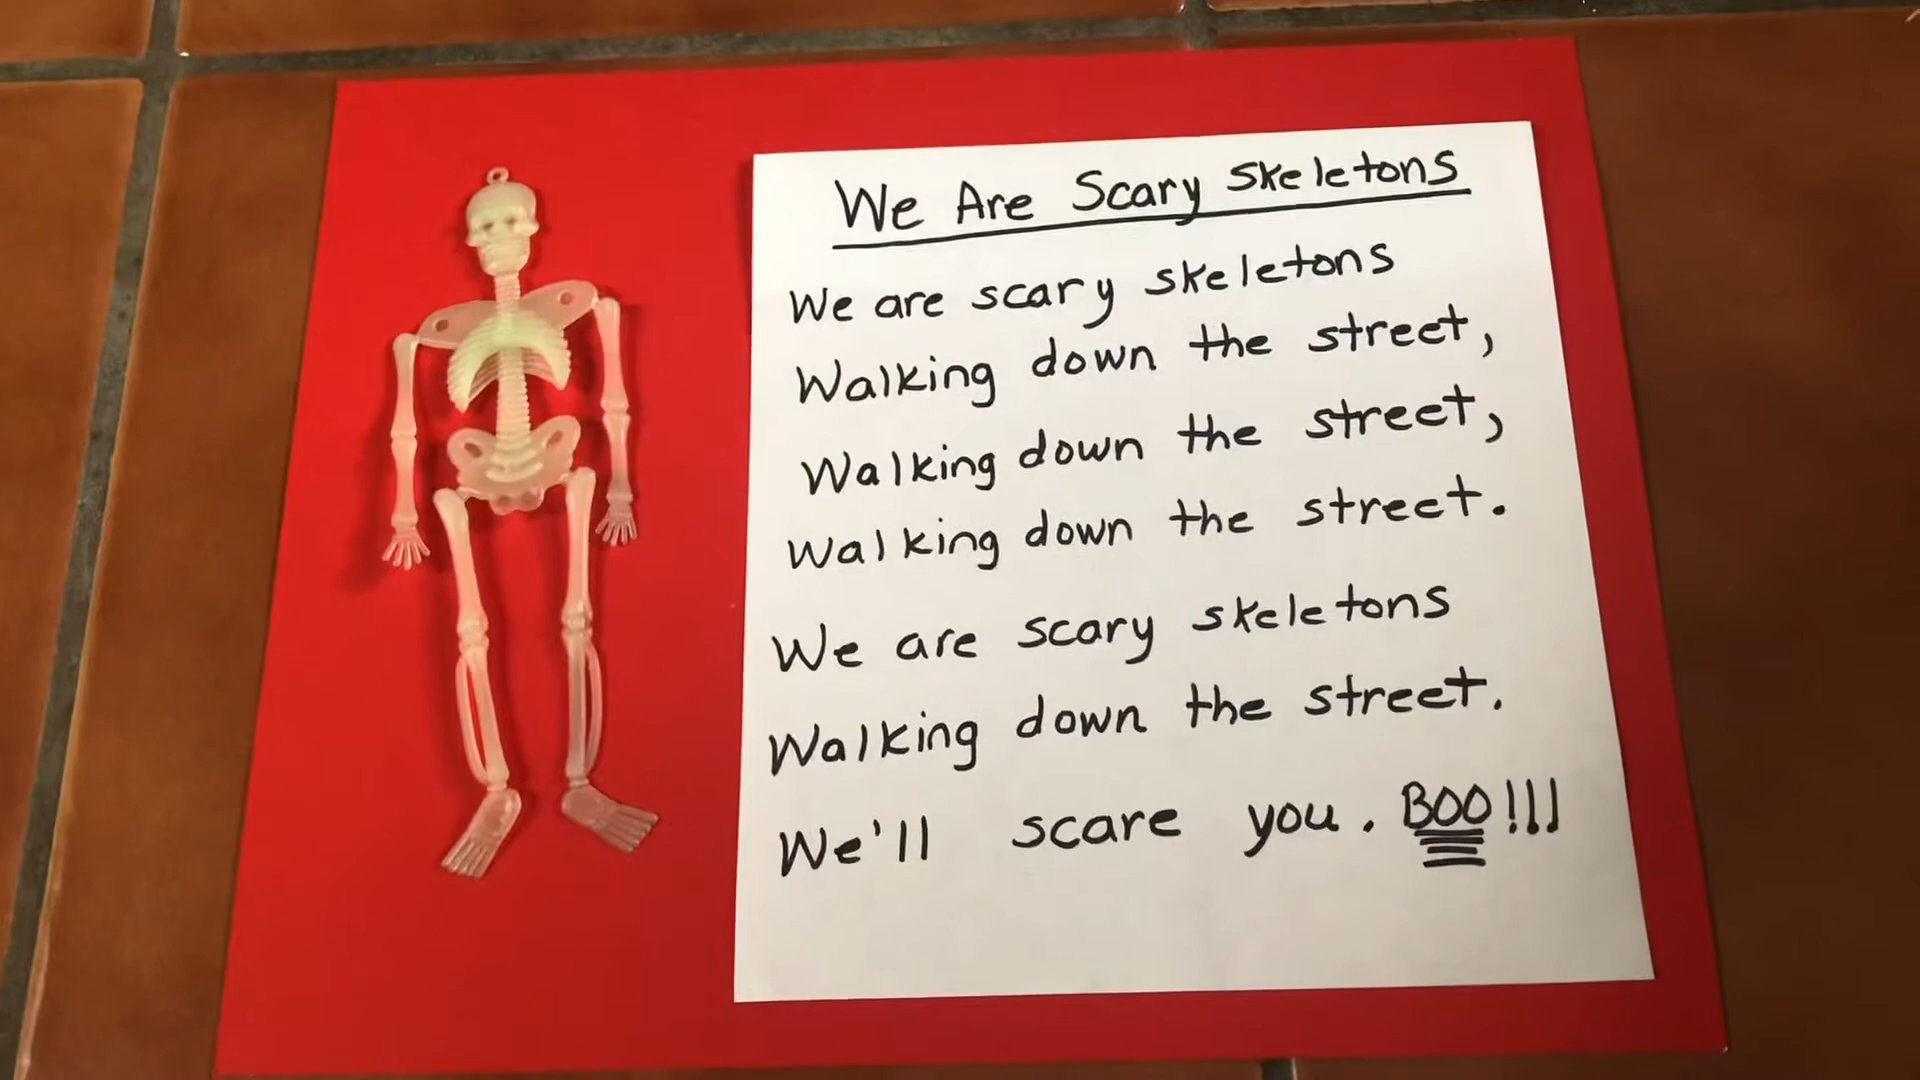 We Are Scary Skeletons
We are scary skeletons
Walking down the street,
Walking down the street,
Walking down the street.
We are scary skeletons
Walking down the street.
We'll scare you. BOO!!!